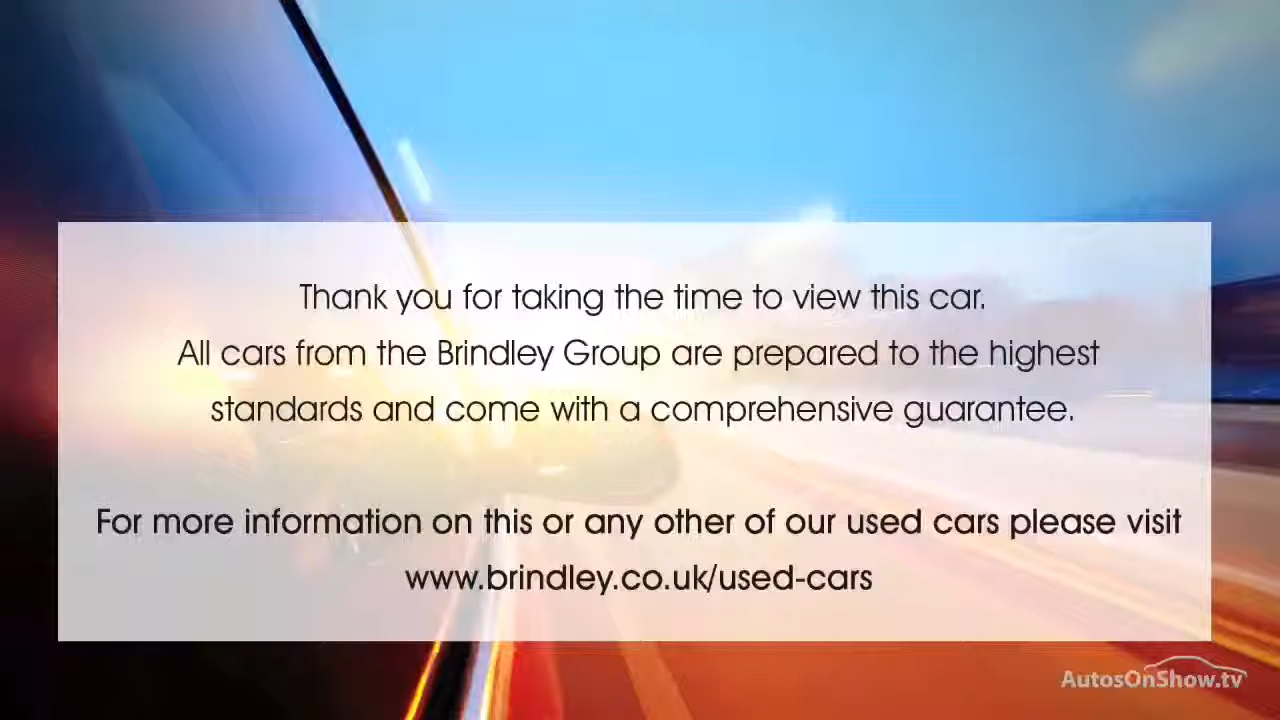 Thank you for taking the time to view this car.
All cars from the Brindley Group are prepared to the highest
standards and come with a comprehensive guarantee.
For more information on this or any other of our used cars please visit
www.brindley.co.uk/used-cars
AutosOnShow.tv